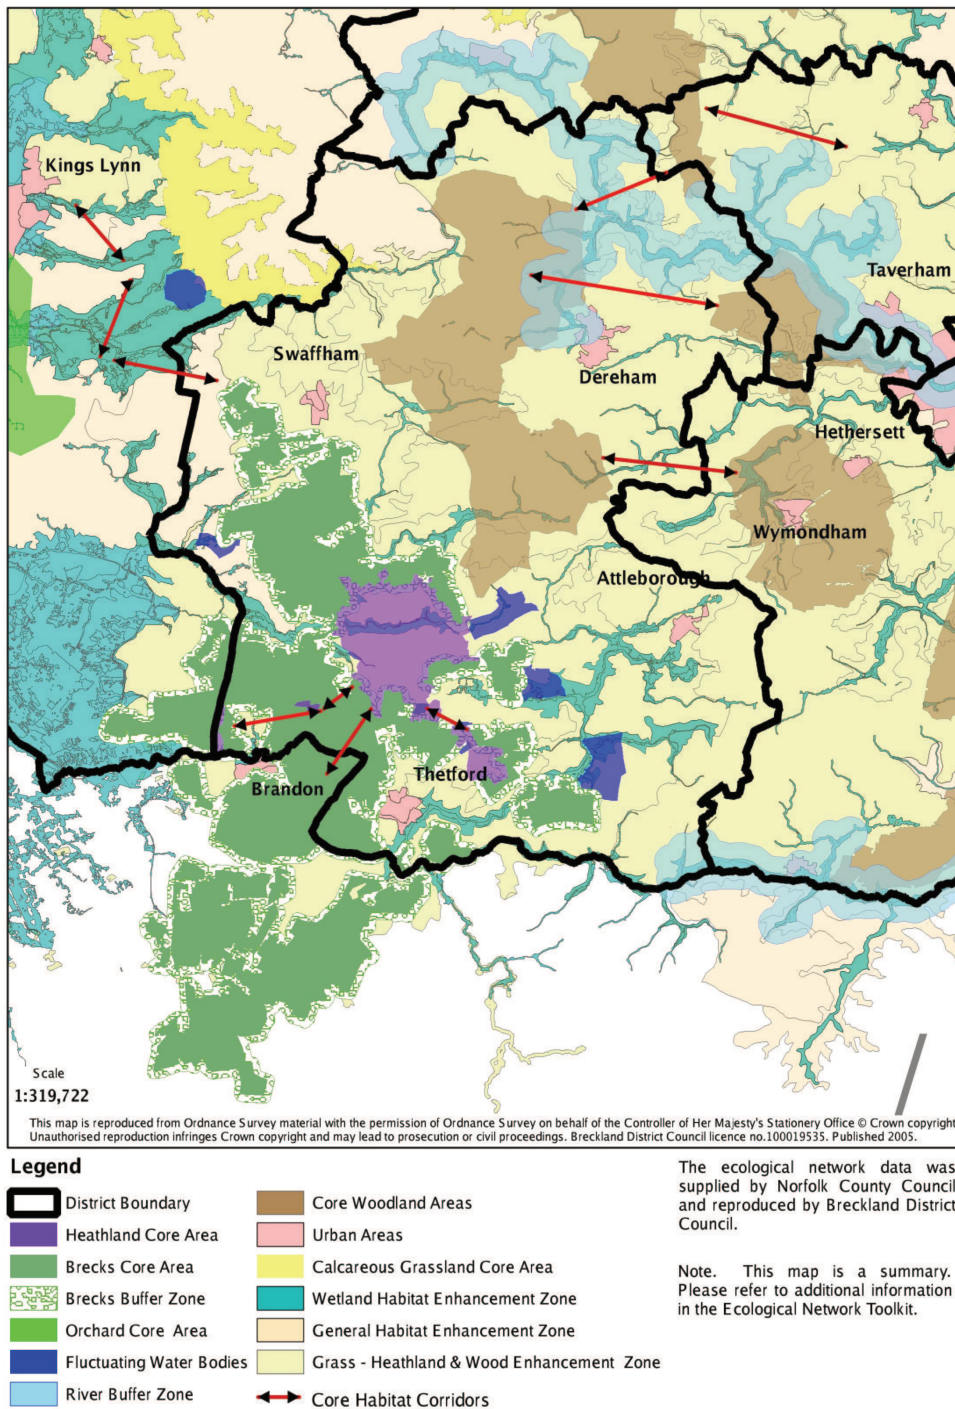 Kings Lynn
Taverham
Swaffham
Dereham
Hethersett
Wymondham
Attleborough
Thetford
Brandon
Scale
1:319,722
This map is reproduced from Ordnance Survey material with the permission of Ordnance Survey on behalf of the Controller of Her Majesty's Stationery Office © Crown copyright
Unauthorised reproduction infringes Crown copyright and may lead to prosecution or civil proceedings. Breckland District Council licence no.100019535. Published 2005.
Legend
District Boundary
Heathland Core Area
Brecks Core Area
Brecks Buffer Zone
Orchard Core Area
Fluctuating Water Bodies
River Buffer Zone
Core Woodland Areas
Urban Areas
Calcareous Grassland Core Area
Wetland Habitat Enhancement Zone
General Habitat Enhancement Zone
Grass - Heathland & Wood Enhancement Zone
Core Habitat Corridors
The ecological network data was
supplied by Norfolk County Council
and reproduced by Breckland District
Council.
Note. This map is a summary.
Please refer to additional information
in the Ecological Network Toolkit.